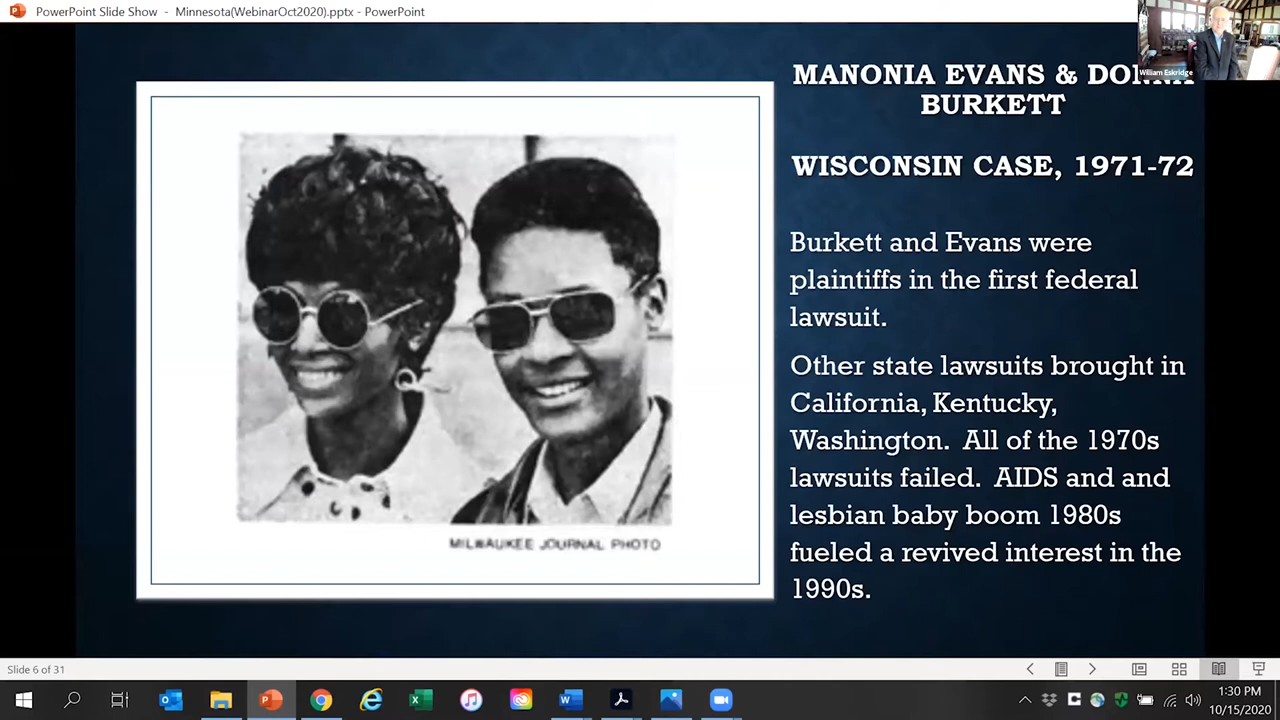 PowerPoint Slide Show - Minnesota(WebinarOct2020).pptx - PowerPoint
William Eskridge
MANONIA EVANS & DONNA
BURKETT
WISCONSIN CASE, 1971-72
Burkett and Evans were
plaintiffs in the first federal
lawsuit.
Other state lawsuits brought in
California, Kentucky,
Washington. All of the 1970s
lawsuits failed. AIDS and and
lesbian baby boom 1980s
fueled a revived interest in the
1990s.
MILWAUKEE JOURNAL PHOTO
Slide 6 of 31
1:30 PM
10/15/2020